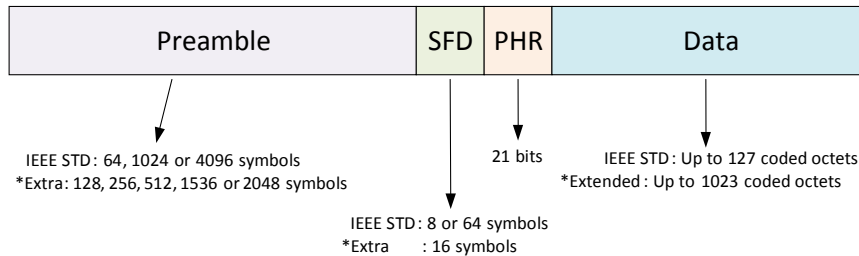 Preamble
SFD
PHR
Data
IEEE STD: 64, 1024 or 4096 symbols
*Extra: 128, 256, 512, 1536 or 2048 symbols
IEEE STD: 8 or 64 symbols
*Extra : 16 symbols
21 bits
IEEE STD: Up to 127 coded octets
*Extended: Up to 1023 coded octets